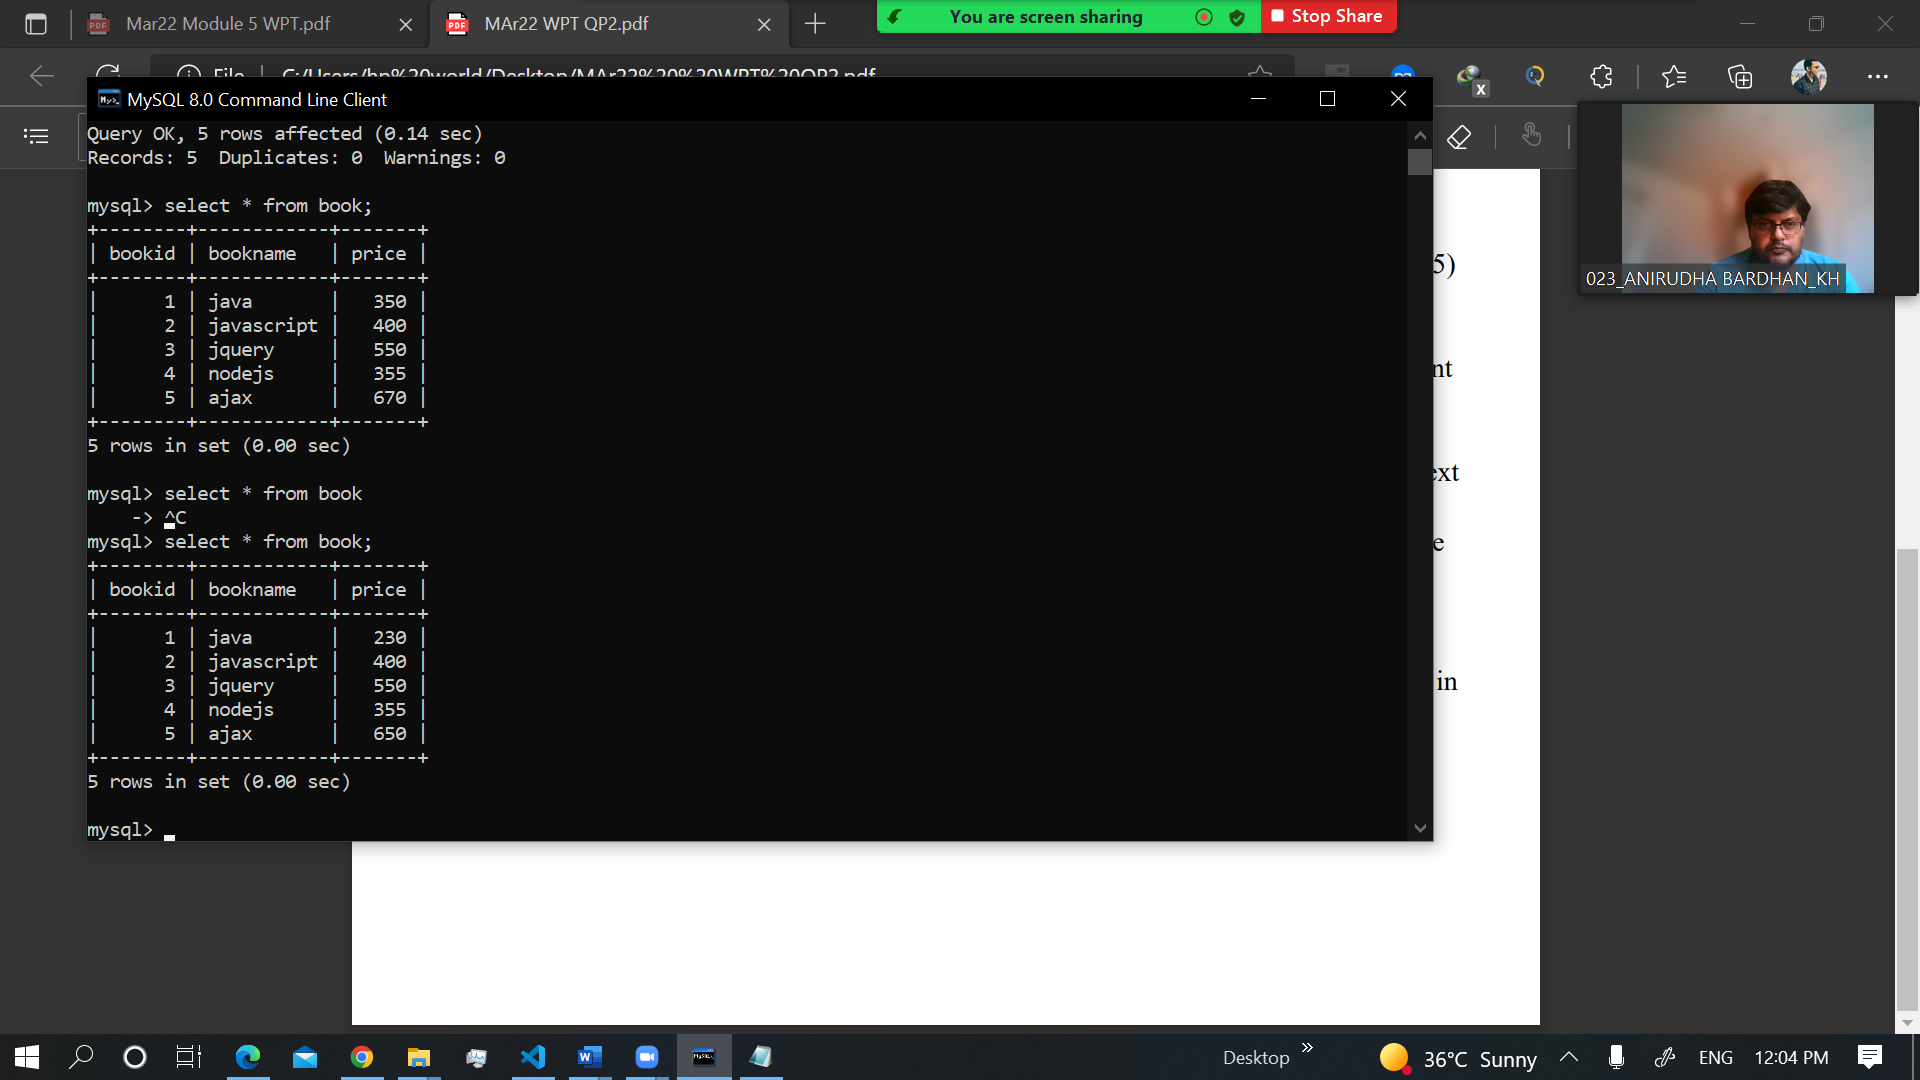 Mar22 Module 5 WPT.pdf
MAr22 WPT QP2.pdf
You are screen sharing
Stop Share
File
C:/Users/hp%20world/Desktop/MAr22%20%20WPT%20QP2.pdf
MySQL 8.0 Command Line Client
Query OK, 5 rows affected (0.14 sec)
Records: 5  Duplicates: 0  Warnings: 0
mysql> select * from book;
+--------+------------+-------+
| bookid | bookname   | price |
+--------+------------+-------+
|      1 | java       |   350 |
|      2 | javascript |   400 |
|      3 | jquery     |   550 |
|      4 | nodejs     |   355 |
|      5 | ajax       |   670 |
+--------+------------+-------+
5 rows in set (0.00 sec)
mysql> select * from book
    -> ^C
mysql> select * from book;
+--------+------------+-------+
| bookid | bookname   | price |
+--------+------------+-------+
|      1 | java       |   230 |
|      2 | javascript |   400 |
|      3 | jquery     |   550 |
|      4 | nodejs     |   355 |
|      5 | ajax       |   650 |
+--------+------------+-------+
5 rows in set (0.00 sec)
mysql>
5)
nt
ext
e
in
023_ANIRUDHA BARDHAN_KH
Desktop
36°C Sunny
ENG
12:04 PM